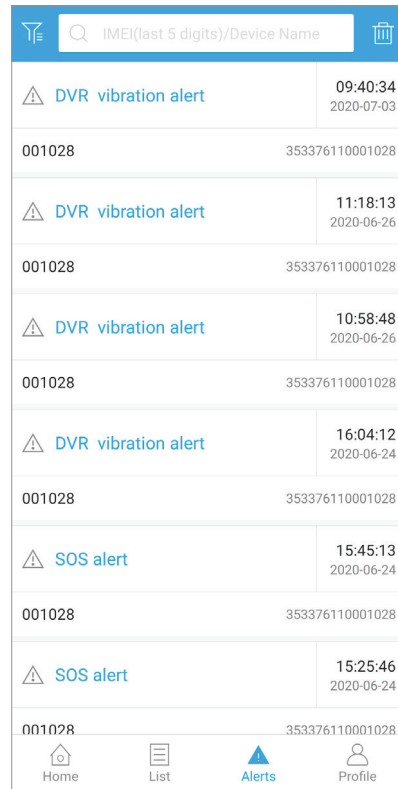 IMEI(last 5 digits)/Device Name
DVR vibration alert 09:40:34
2020-07-03
001028 353376110001028
DVR vibration alert 11:18:13
2020-06-26
001028 353376110001028
DVR vibration alert 10:58:48
2020-06-26
001028 353376110001028
DVR vibration alert 16:04:12
2020-06-24
001028 353376110001028
SOS alert 15:45:13
2020-06-24
001028 353376110001028
SOS alert 15:25:46
2020-06-24
001028 353376110001028
Home List Alerts Profile